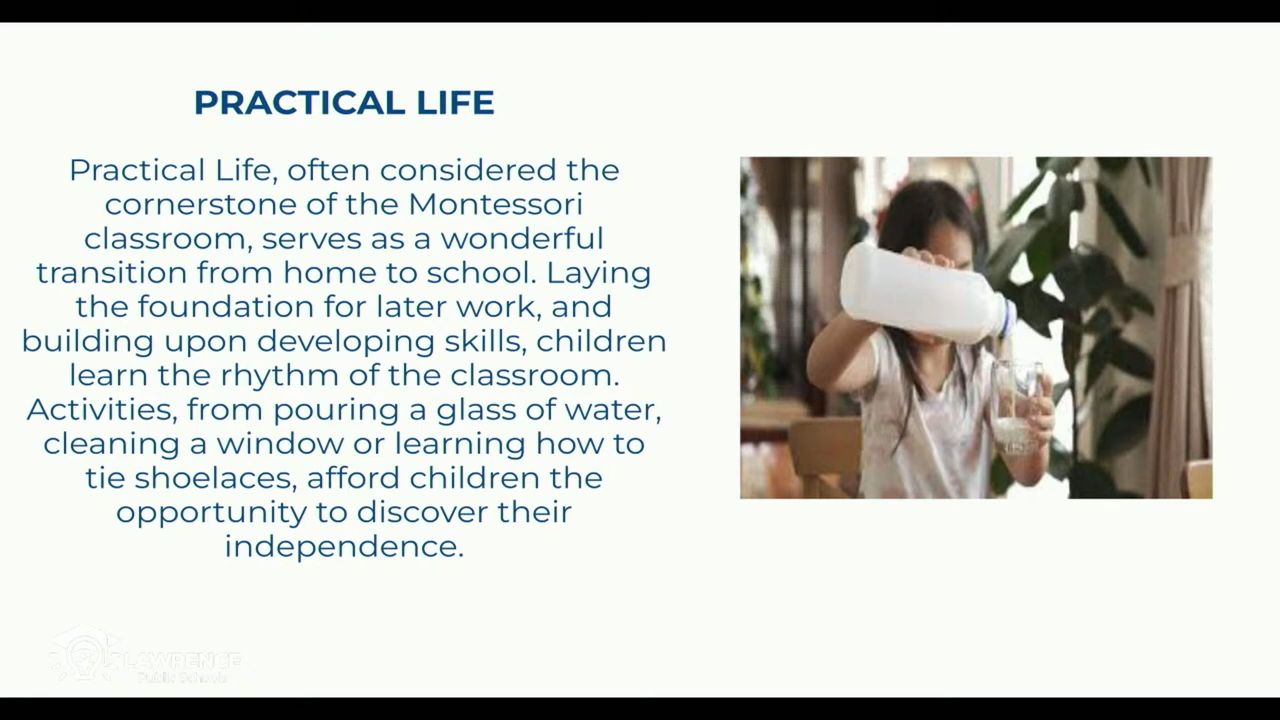 PRACTICAL LIFE
Practical Life, often considered the
cornerstone of the Montessori
classroom, serves as a wonderful
transition from home to school. Laying
the foundation for later work, and
building upon developing skills, children
learn the rhythm of the classroom.
Activities, from pouring a glass of water,
cleaning a window or learning how to
tie shoelaces, afford children the
opportunity to discover their
independence.
LAWRENCE
Public Schools